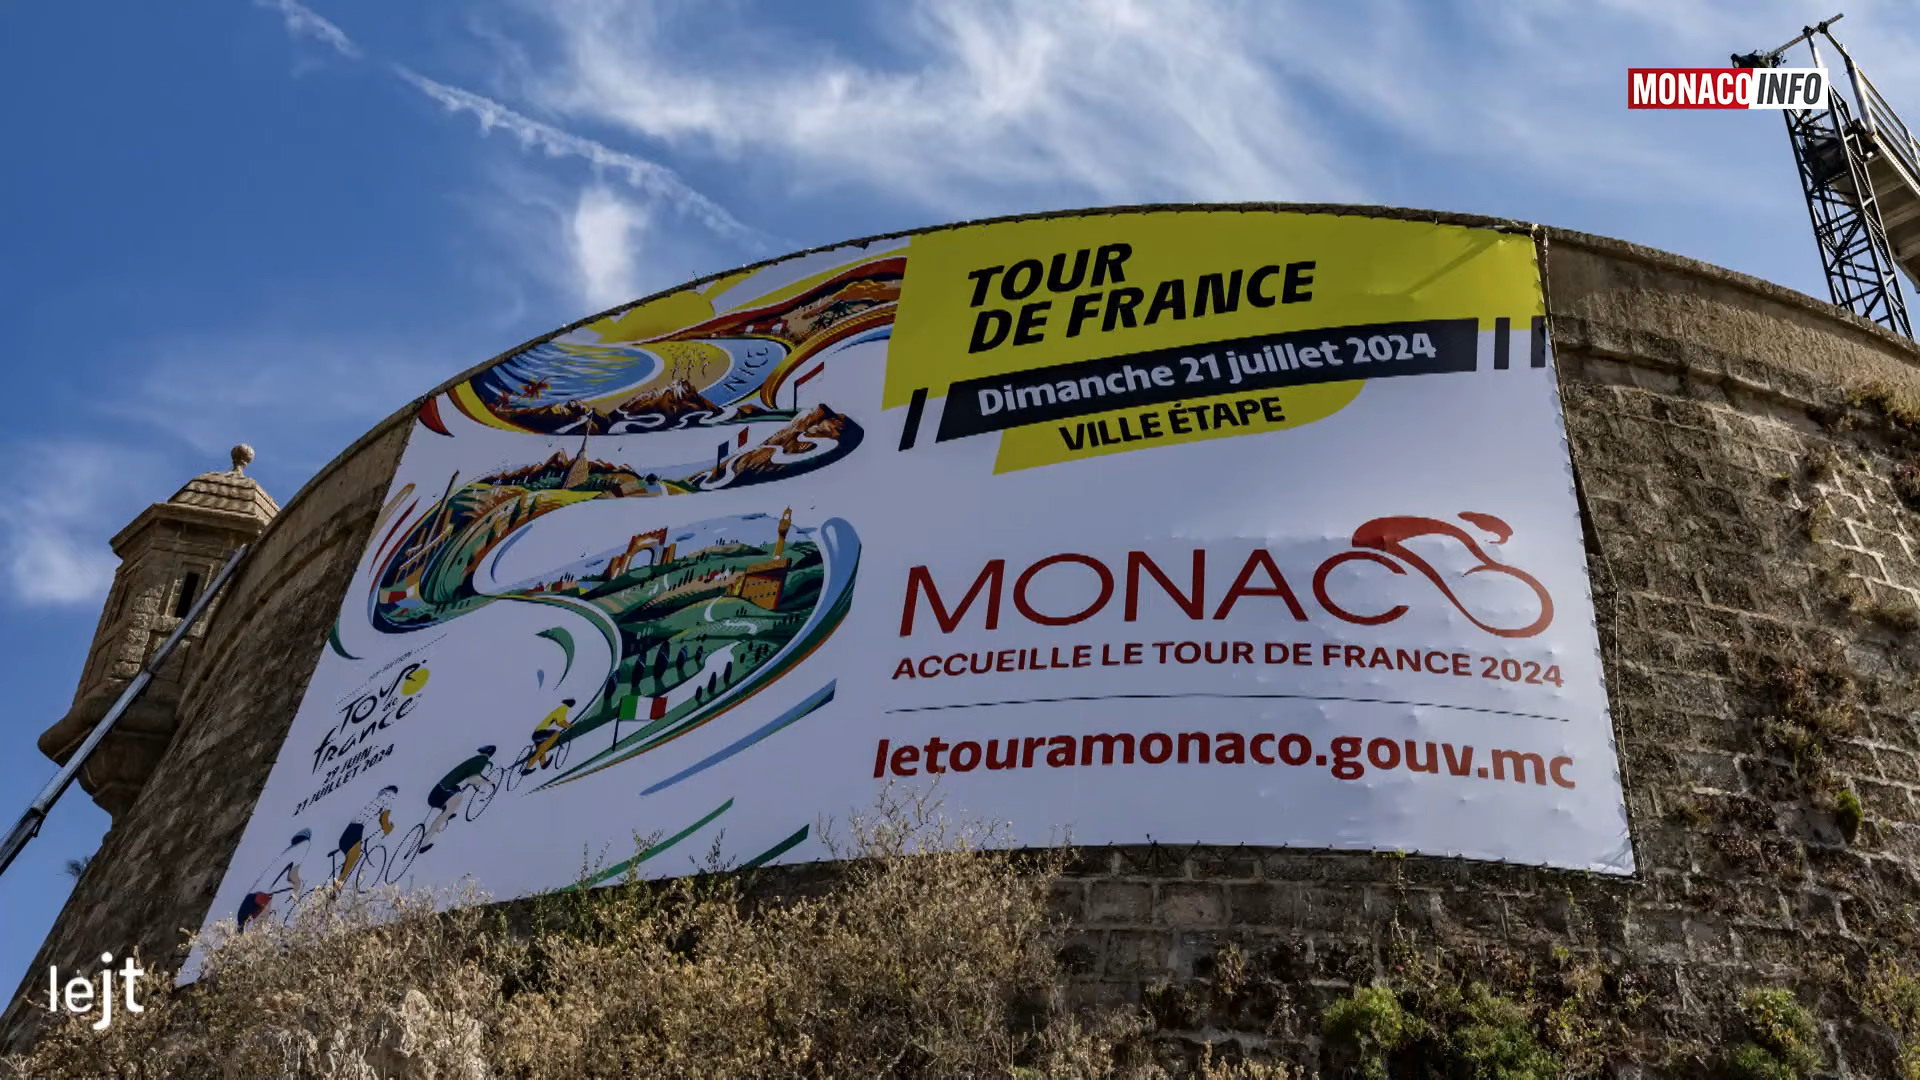 MONACO INFO
TOUR
DE FRANCE
Dimanche 21 juillet 2024
VILLE ÉTAPE
NICE
MONACO
ACCUEILLE LE TOUR DE FRANCE 2024
letouramonaco.gouv.mc
TOUR
de
france
29 JUIN -
21 JUILLET 2024
lejt